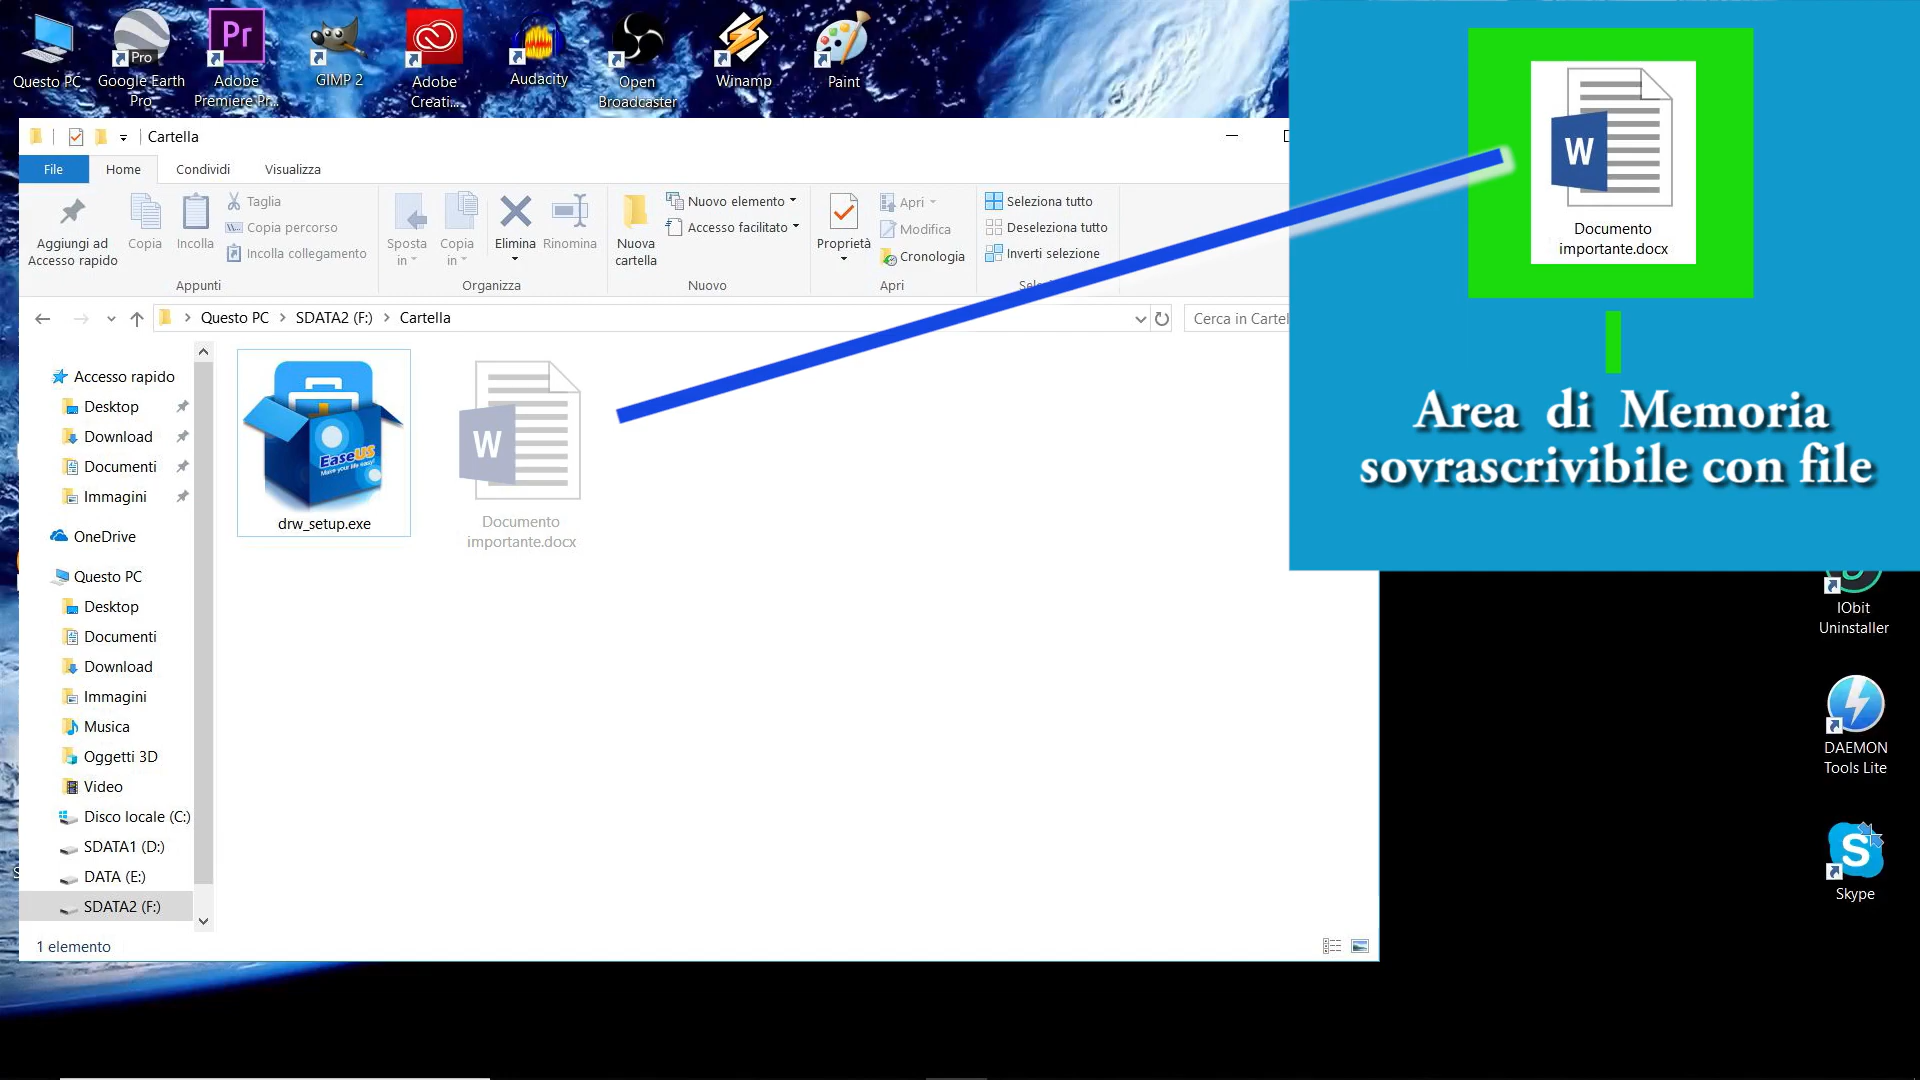 Questo PC
Google Earth
Pro
Adobe
Premiere Pr...
GIMP 2
Adobe
Creati...
Audacity
Open
Broadcaster
Winamp
Paint
Pro
Pr
Cartella
File
Home
Condividi
Visualizza
Aggiungi ad
Accesso rapido
Copia
Incolla
Taglia
Copia percorso
Incolla collegamento
Appunti
Sposta
in
Copia
in
Elimina
Rinomina
Organizza
Nuova
cartella
Nuovo elemento
Accesso facilitato
Nuovo
Proprietà
Apri
Modifica
Cronologia
Apri
Seleziona tutto
Deseleziona tutto
Inverti selezione
Questo PC
SDATA2 (F:)
Cartella
Cerca in Cartel
Accesso rapido
Desktop
Download
Documenti
Immagini
OneDrive
Questo PC
Desktop
Documenti
Download
Immagini
Musica
Oggetti 3D
Video
Disco locale (C:)
SDATA1 (D:)
DATA (E:)
SDATA2 (F:)
1 elemento
EaseUS
Make your life easy!
drw_setup.exe
W
Documento
importante.docx
W
Documento
importante.docx
Area di Memoria
sovrascrivibile con file
IObit
Uninstaller
DAEMON
Tools Lite
S
Skype